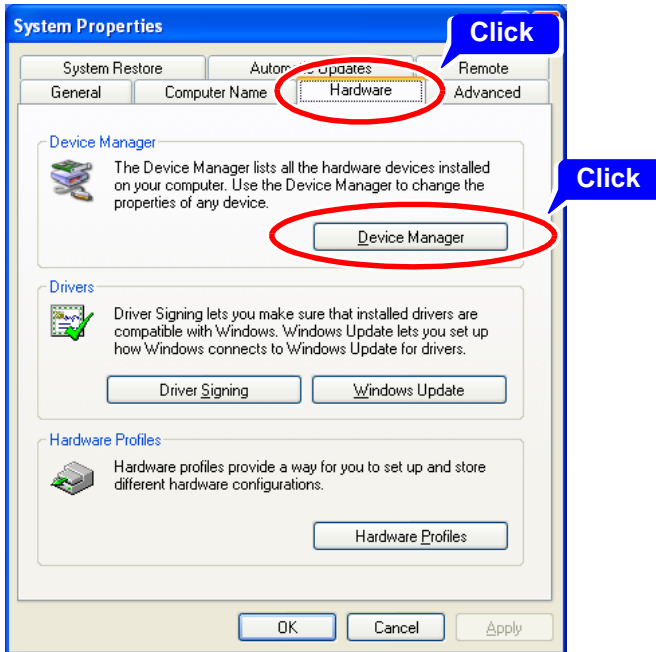 System Properties
Click
System Restore Automatic Updates Remote
General Computer Name Hardware Advanced
Device Manager
The Device Manager lists all the hardware devices installed
on your computer. Use the Device Manager to change the
properties of any device.
Click
Device Manager
Drivers
Driver Signing lets you make sure that installed drivers are
compatible with Windows. Windows Update lets you set up
how Windows connects to Windows Update for drivers.
Driver Signing Windows Update
Hardware Profiles
Hardware profiles provide a way for you to set up and store
different hardware configurations.
Hardware Profiles
OK Cancel Apply